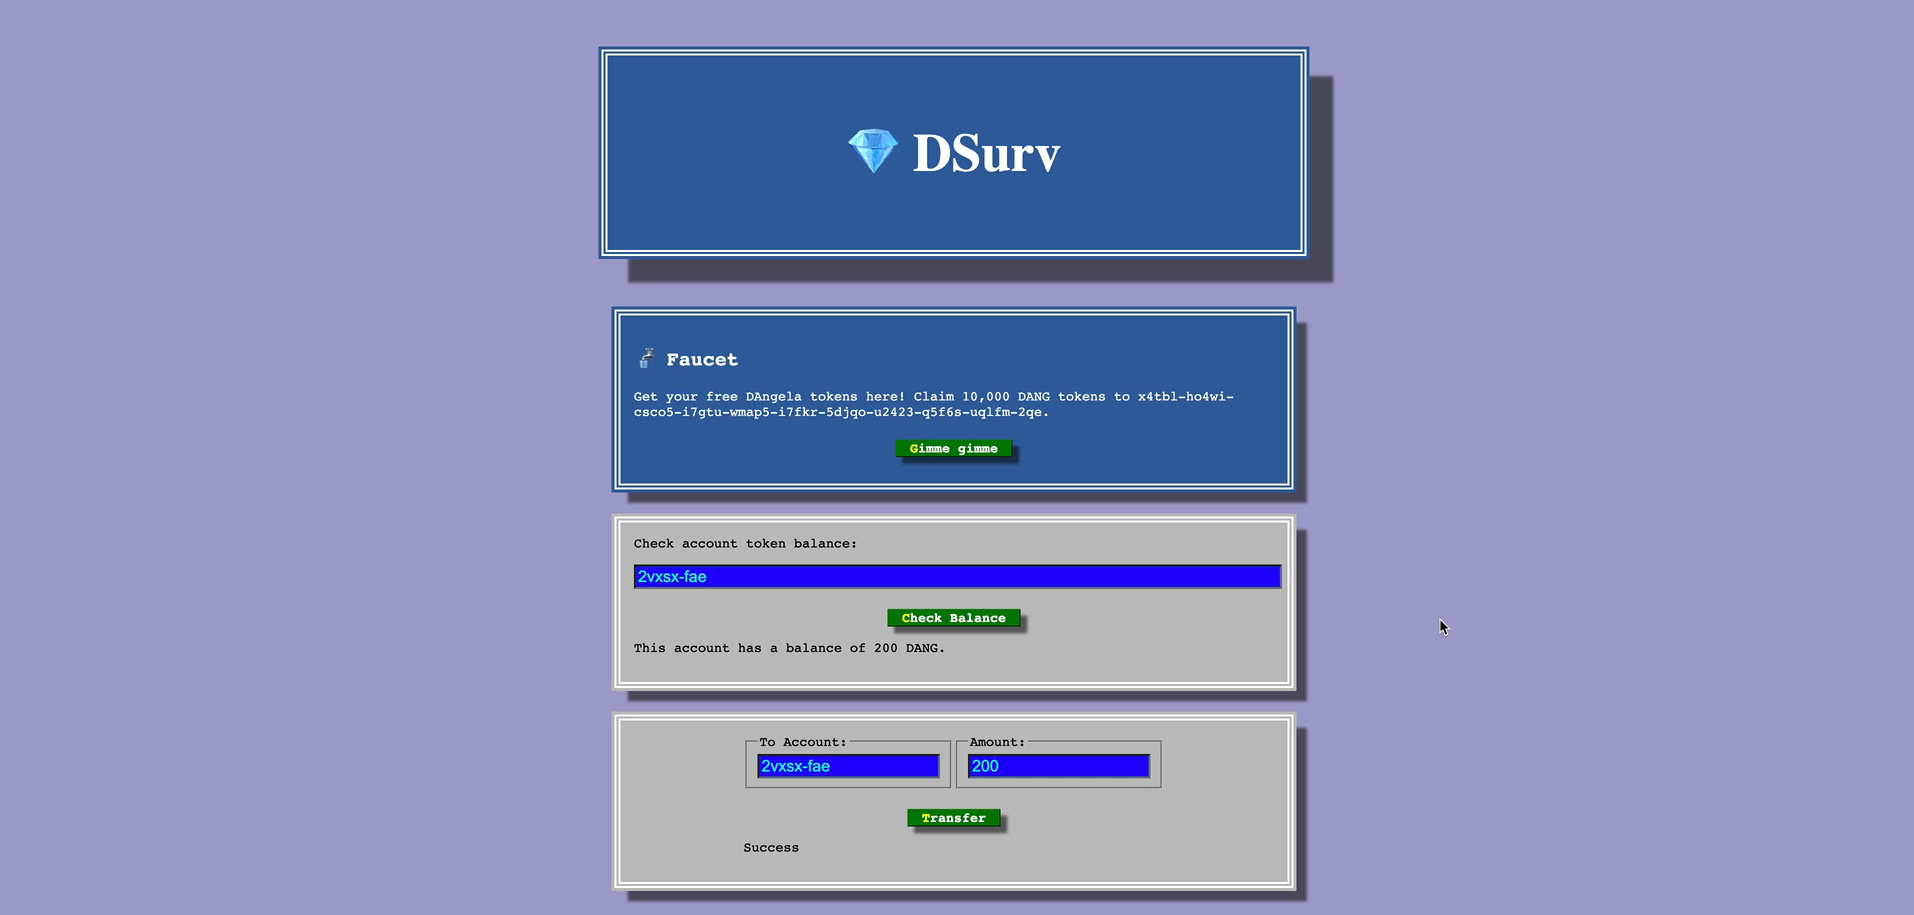 DSurv
Faucet
Get your free DAngela tokens here! Claim 10,000 DANG tokens to x4tbl-ho4wi-
csco5-i7gtu-wmap5-i7fkr-5djqo-u2423-q5f6s-uqlfm-2qe.
Gimme gimme
Check account token balance:
2vxsx-fae
Check Balance
This account has a balance of 200 DANG.
To Account: Amount:
2vxsx-fae 200
Transfer
Success